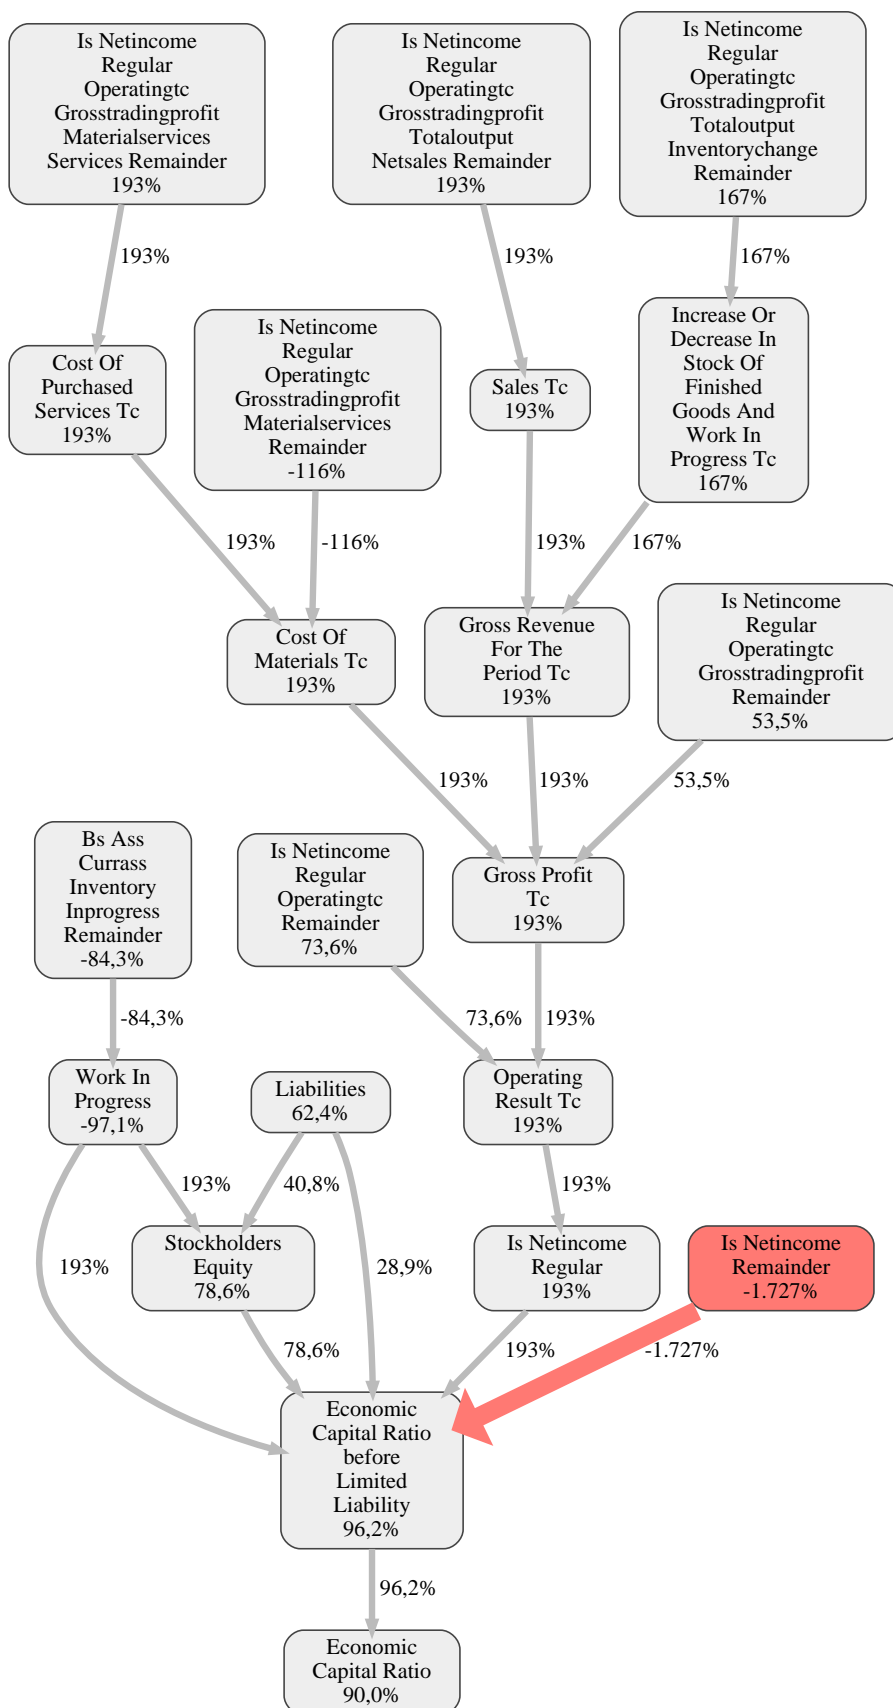 Is Netincome
Regular
Operatingtc
Grosstradingprofit
Materialservices
Services Remainder
193%
Is Netincome
Regular
Operatingtc
Grosstradingprofit
Totaloutput
Netsales Remainder
193%
Is Netincome
Regular
Operatingtc
Grosstradingprofit
Totaloutput
Inventorychange
Remainder
167%
193%
193%
167%
Cost Of
Purchased
Services Tc
193%
Is Netincome
Regular
Operatingtc
Grosstradingprofit
Materialservices
Remainder
-116%
Sales Tc
193%
Increase Or
Decrease In
Stock Of
Finished
Goods And
Work In
Progress Tc
167%
193%
-116%
193%
167%
Cost Of
Materials Tc
193%
Gross Revenue
For The
Period Tc
193%
Is Netincome
Regular
Operatingtc
Grosstradingprofit
Remainder
53,5%
193%
193%
53,5%
Bs Ass
Currass
Inventory
Inprogress
Remainder
-84,3%
Is Netincome
Regular
Operatingtc
Remainder
73,6%
Gross Profit
Tc
193%
-84,3%
73,6%
193%
Work In
Progress
-97,1%
Liabilities
62,4%
Operating
Result Tc
193%
193%
40,8%
193%
193%
Stockholders
Equity
78,6%
28,9%
Is Netincome
Regular
193%
Is Netincome
Remainder
-1.727%
78,6%
193%
-1.727%
Economic
Capital Ratio
before
Limited
Liability
96,2%
96,2%
Economic
Capital Ratio
90,0%